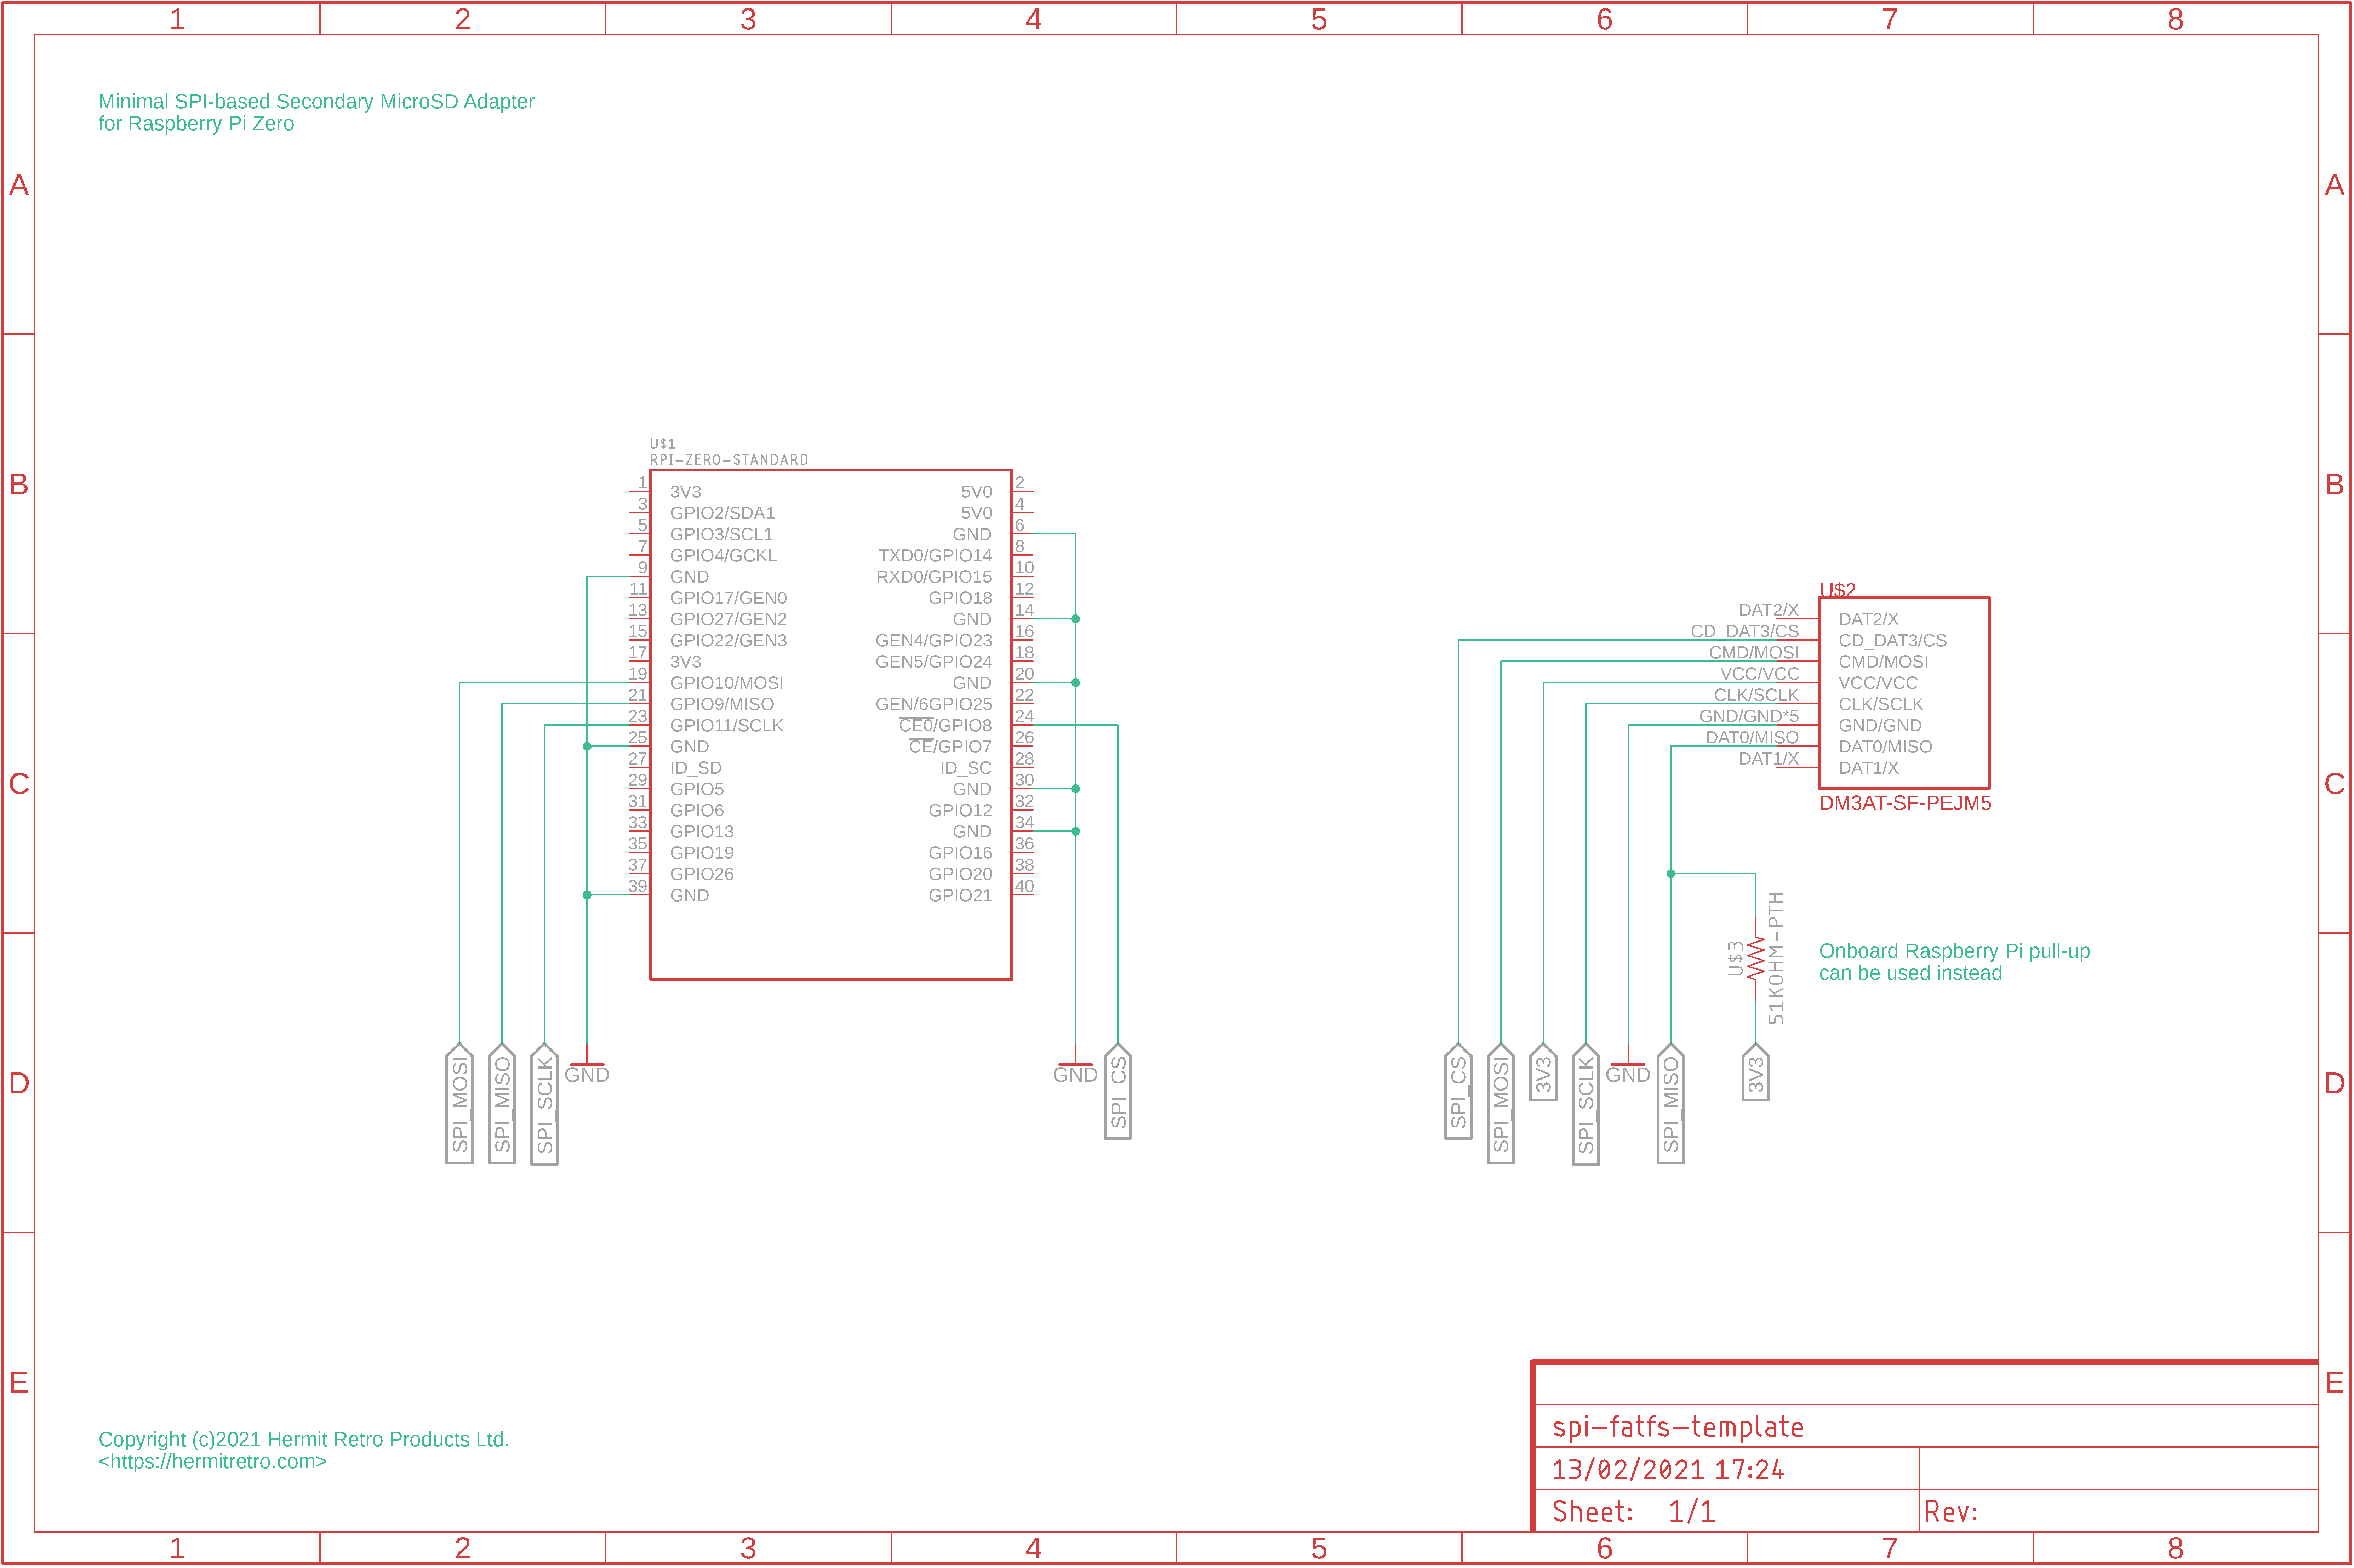 1 2 3 4 5 6 7 8
Minimal SPI-based Secondary MicroSD Adapter
for Raspberry Pi Zero
A A
B B
C C
D D
E E
U$1
RPI-ZERO-STANDARD
1 3V3 5V0 2
3 GPIO2/SDA1 5V0 4
5 GPIO3/SCL1 GND 6
7 GPIO4/GCKL TXD0/GPIO14 8
9 GND RXD0/GPIO15 10
11 GPIO17/GEN0 GPIO18 12
13 GPIO27/GEN2 GND 14
15 GPIO22/GEN3 GEN4/GPIO23 16
17 3V3 GEN5/GPIO24 18
19 GPIO10/MOSI GND 20
21 GPIO9/MISO GEN/6GPIO25 22
23 GPIO11/SCLK CE0/GPIO8 24
25 GND CE/GPIO7 26
27 ID_SD ID_SC 28
29 GPIO5 GND 30
31 GPIO6 GPIO12 32
33 GPIO13 GND 34
35 GPIO19 GPIO16 36
37 GPIO26 GPIO20 38
39 GND GPIO21 40
SPI_MOSI
SPI_MISO
SPI_SCLK
GND
GND
SPI_CS
U$2
DAT2/X DAT2/X
CD_DAT3/CS CD_DAT3/CS
CMD/MOSI CMD/MOSI
VCC/VCC VCC/VCC
CLK/SCLK CLK/SCLK
GND/GND*5 GND/GND
DAT0/MISO DAT0/MISO
DAT1/X DAT1/X
DM3AT-SF-PEJM5
U$3
51KOHM-PTH
Onboard Raspberry Pi pull-up
can be used instead
SPI_CS
SPI_MOSI
3V3
SPI_SCLK
GND
SPI_MISO
3V3
Copyright (c)2021 Hermit Retro Products Ltd.
<https://hermitretro.com>
spi-fatfs-template
13/02/2021 17:24
Sheet: 1/1 Rev:
1 2 3 4 5 6 7 8